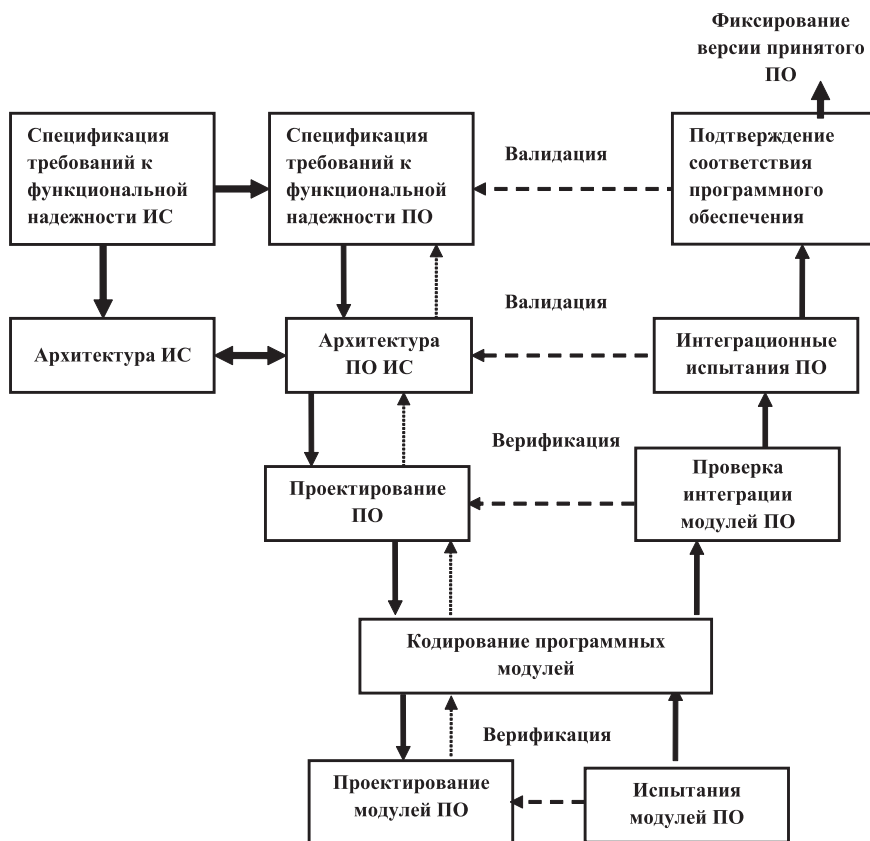 Фиксирование
версии принятого
ПО
Спецификация
требований к
функциональной
надежности ИС
Спецификация
требований к
функциональной
надежности ПО
Валидация
Подтверждение
соответствия
программного
обеспечения
Архитектура ИС
Архитектура
ПО ИС
Валидация
Интеграционные
испытания ПО
Проектирование
ПО
Верификация
Проверка
интеграции
модулей ПО
Кодирование программных
модулей
Верификация
Проектирование
модулей ПО
Испытания
модулей ПО